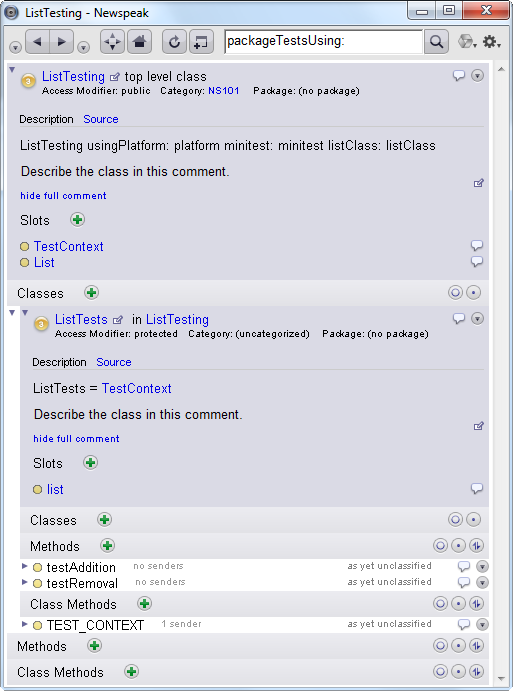 ListTesting - Newspeak
packageTestsUsing:
3 ListTesting top level class
Access Modifier: public Category: NS101 Package: (no package)
Description Source
ListTesting usingPlatform: platform minitest: minitest listClass: listClass
Describe the class in this comment.
hide full comment
Slots
TestContext
List
Classes
3 ListTests in ListTesting
Access Modifier: protected Category: (uncategorized) Package: (no package)
Description Source
ListTests = TestContext
Describe the class in this comment.
hide full comment
Slots
list
Classes
Methods
testAddition no senders as yet unclassified
testRemoval no senders as yet unclassified
Class Methods
TEST_CONTEXT 1 sender as yet unclassified
Methods
Class Methods